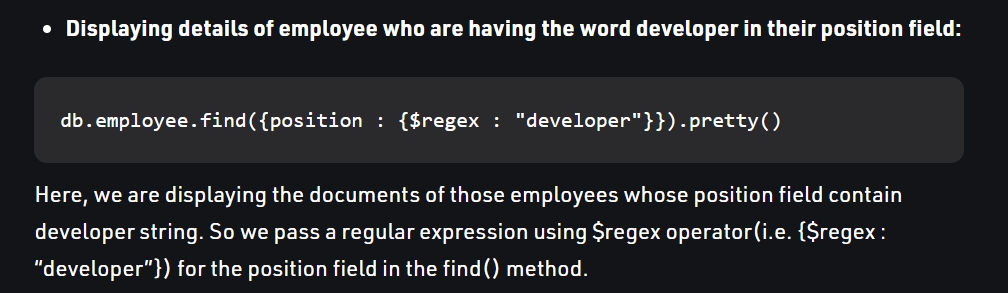 • Displaying details of employee who are having the word developer in their position field:
db.employee.find({position : {$regex : "developer"}}).pretty()
Here, we are displaying the documents of those employees whose position field contain
developer string. So we pass a regular expression using $regex operator(i.e. {$regex :
“developer”}) for the position field in the find() method.